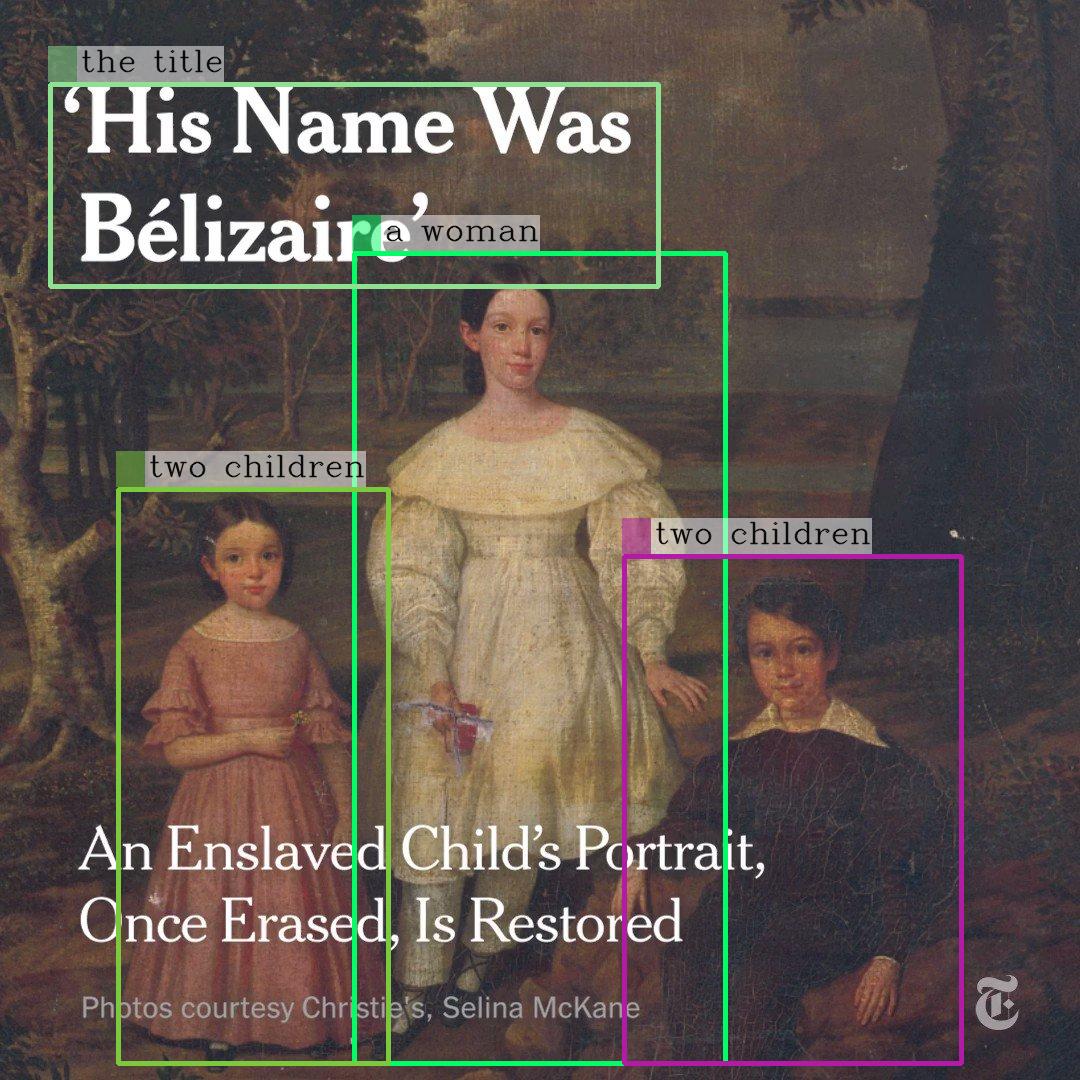 the title
‘His Name Was
Bélizaire’
a woman
two children
two children
An Enslaved Child’s Portrait,
Once Erased, Is Restored
Photos courtesy Christie's, Selina McKane
T